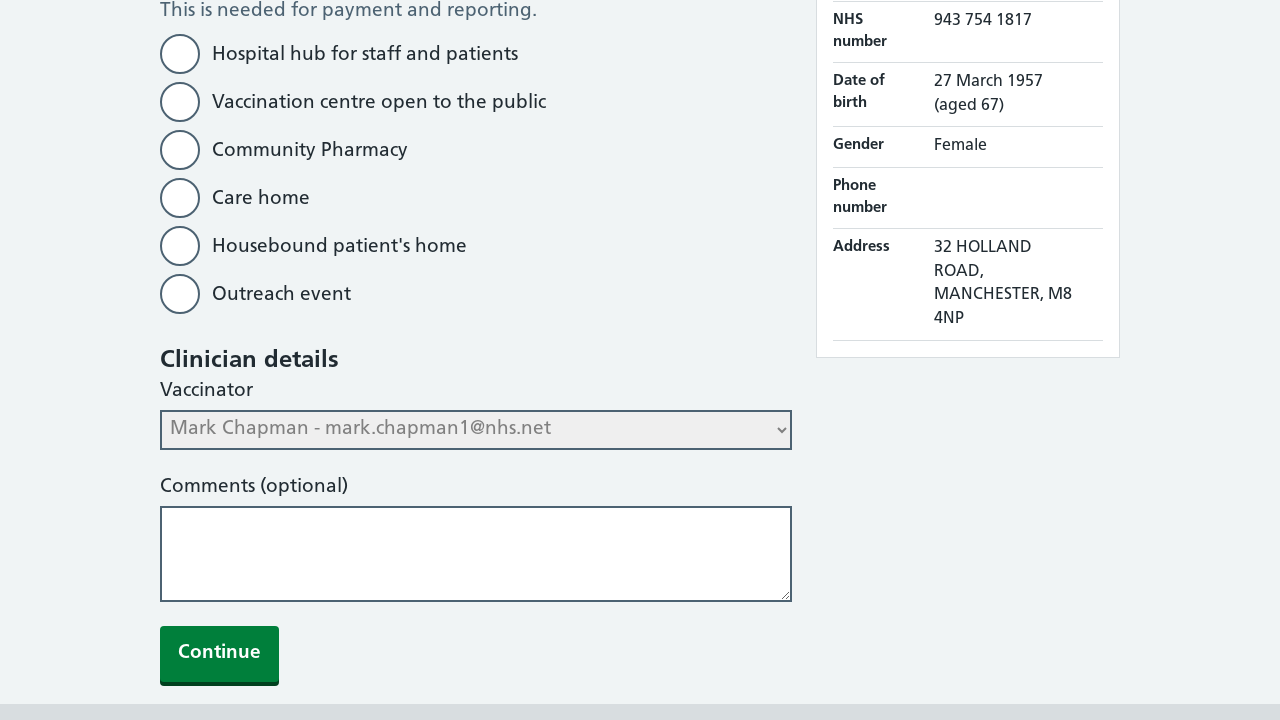 This is needed for payment and reporting.
Hospital hub for staff and patients
Vaccination centre open to the public
Community Pharmacy
Care home
Housebound patient's home
Outreach event
Clinician details
Vaccinator
Mark Chapman - mark.chapman1@nhs.net
Comments (optional)
Continue
NHS number 943 754 1817
Date of birth 27 March 1957 (aged 67)
Gender Female
Phone number
Address 32 HOLLAND
ROAD,
MANCHESTER, M8
4NP